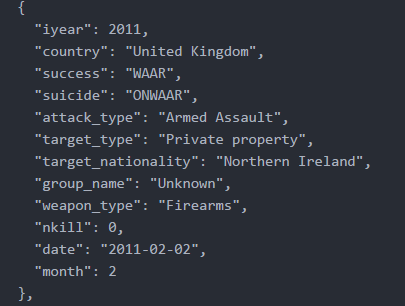 {
"iyear": 2011,
"country": "United Kingdom",
"success": "WAAR",
"suicide": "ONWAAR",
"attack_type": "Armed Assault",
"target_type": "Private property",
"target_nationality": "Northern Ireland",
"group_name": "Unknown",
"weapon_type": "Firearms",
"nkill": 0,
"date": "2011-02-02",
"month": 2
},